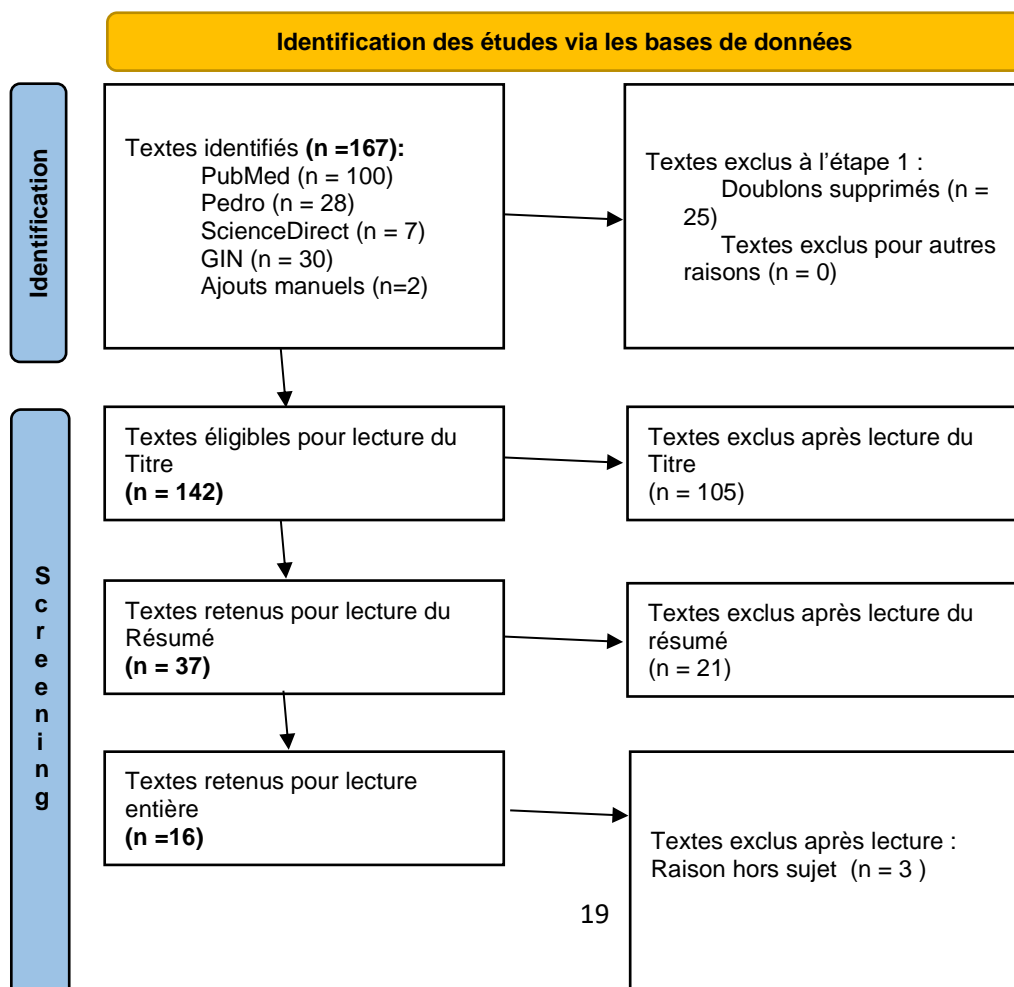 Identification des études via les bases de données
Identification
Textes identifiés (n =167):
PubMed (n = 100)
Pedro (n = 28)
ScienceDirect (n = 7)
GIN (n = 30)
Ajouts manuels (n=2)
Textes exclus à l’étape 1 :
Doublons supprimés (n =
25)
Textes exclus pour autres
raisons (n = 0)
Screening
Textes éligibles pour lecture du
Titre
(n = 142)
Textes exclus après lecture du
Titre
(n = 105)
Textes retenus pour lecture du
Résumé
(n = 37)
Textes exclus après lecture du
résumé
(n = 21)
Textes retenus pour lecture
entière
(n =16)
Textes exclus après lecture :
Raison hors sujet  (n = 3 )
19